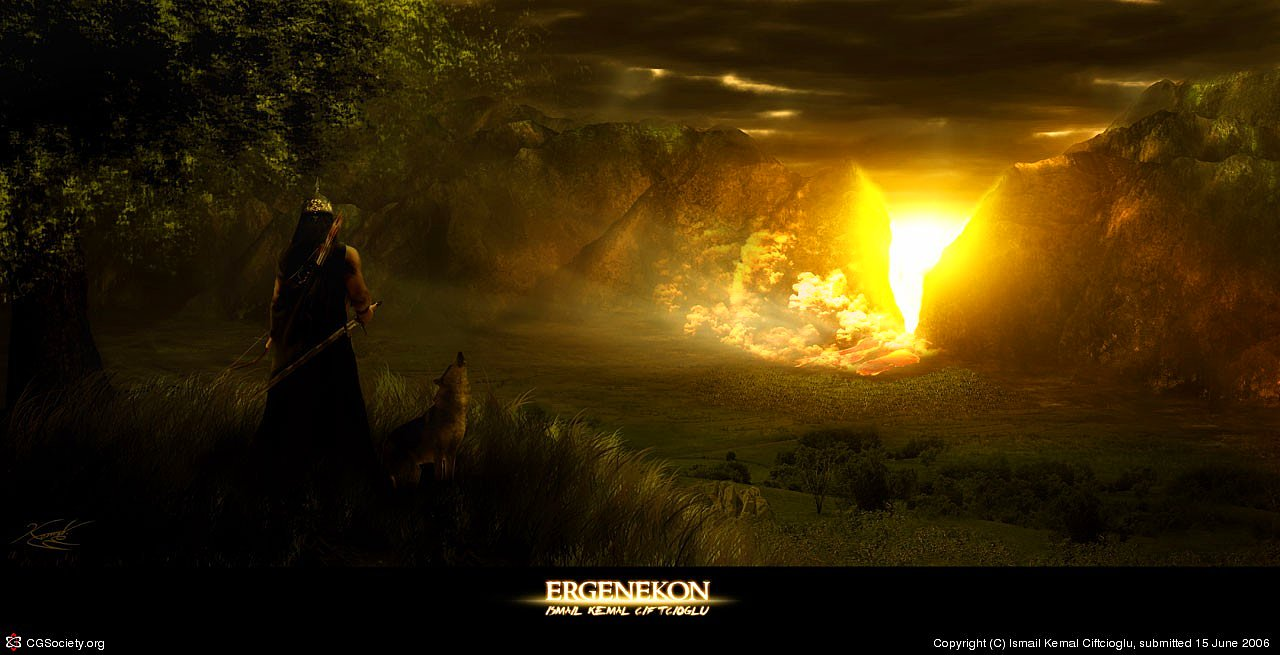 ERGENEKON
ISMAIL KEMAL CIFTCIOGLU
CGSociety.org
Copyright (C) Ismail Kemal Ciftcioglu, submitted 15 June 2006